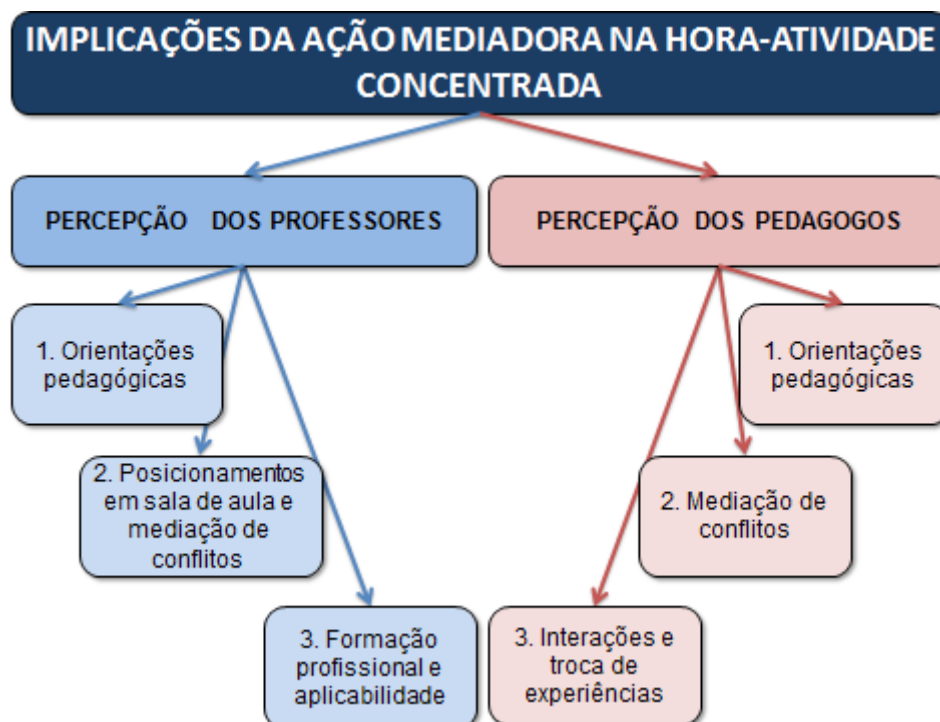 IMPLICAÇÕES DA AÇÃO MEDIADORA NA HORA-ATIVIDADE
CONCENTRADA
PERCEPÇÃO DOS PROFESSORES
PERCEPÇÃO DOS PEDAGOGOS
1. Orientações
pedagógicas
2. Posicionamentos
em sala de aula e
mediação de
conflitos
3. Formação
profissional e
aplicabilidade
1. Orientações
pedagógicas
2. Mediação de
conflitos
3. Interações e
troca de
experiências